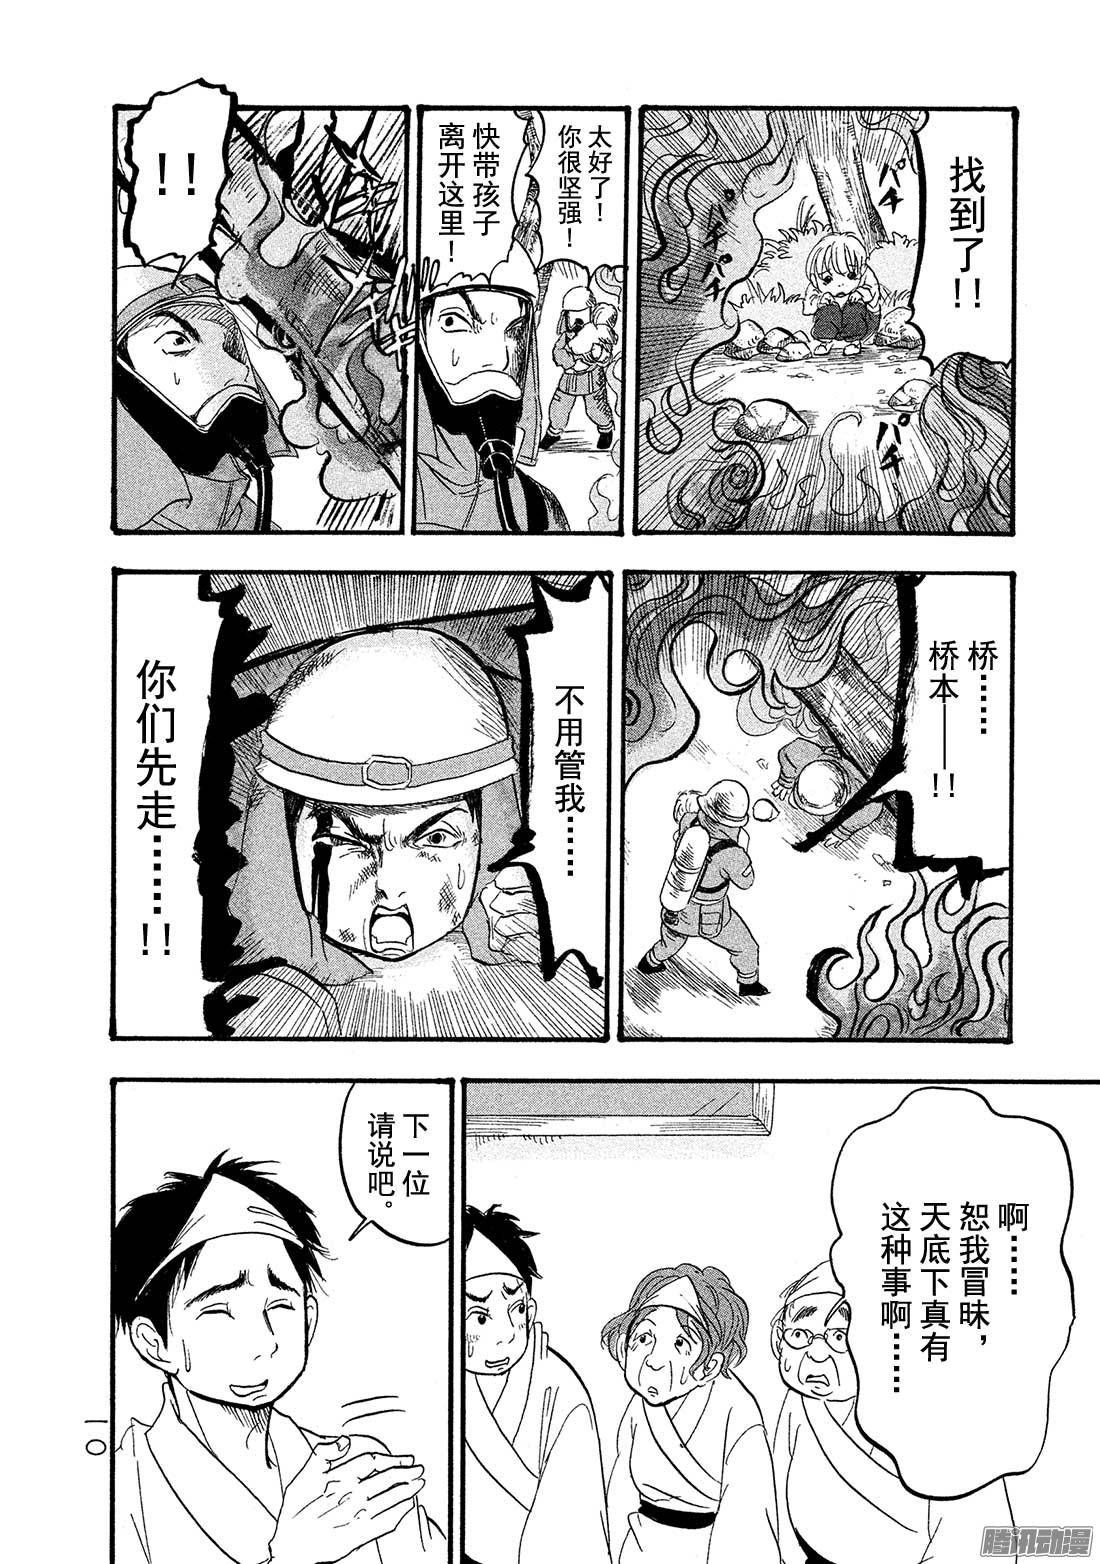 找到了!!
パチ
パチ
パチ
太好了!
你很坚强!
快带孩子
离开这里!
!!
桥……
桥本——!!
不用管我……
你们先走……!!
啊……
恕我冒昧,
天底下真有
这种事啊……
下一位
请说吧。
一〇
腾讯动漫